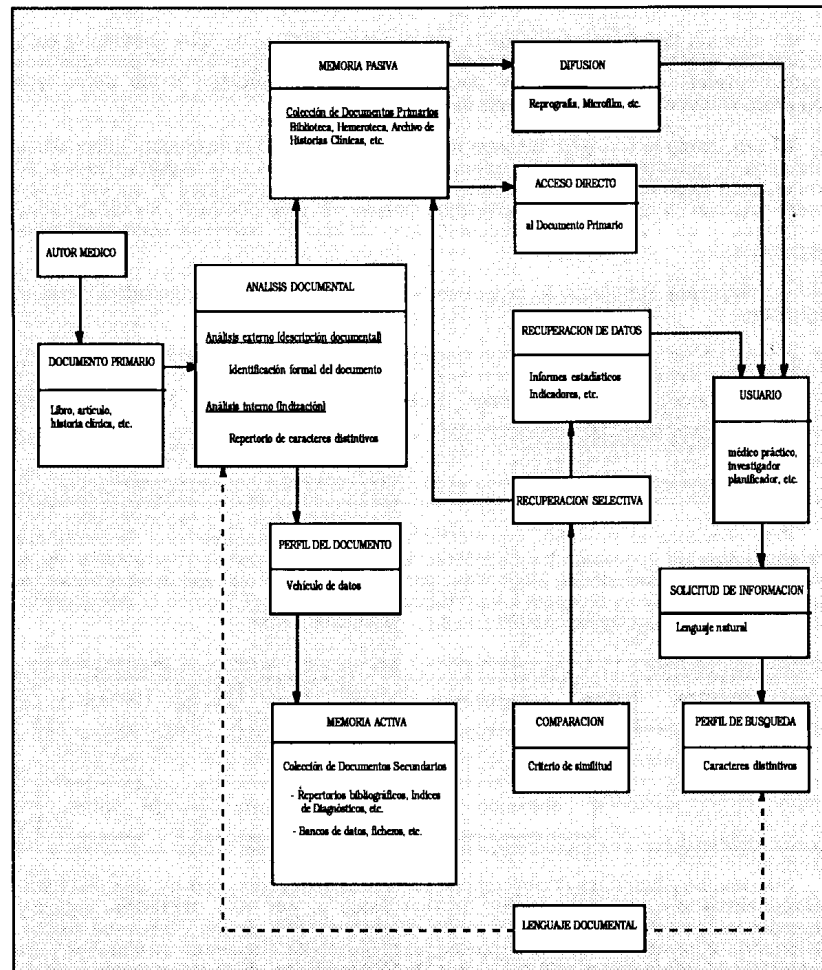 MEMORIA PASIVA
Colección de Documentos Primarios
Biblioteca, Hemeroteca, Archivo de
Historias Clínicas, etc.
DIFUSION
Reprografía, Microfilm, etc.
ACCESO DIRECTO
al Documento Primario
AUTOR MEDICO
DOCUMENTO PRIMARIO
Libro, artículo,
historia clínica, etc.
ANALISIS DOCUMENTAL
Análisis externo (descripción documental)
Identificación formal del documento
Análisis interno (Indización)
Repertorio de caracteres distintivos
RECUPERACION DE DATOS
Informes estadísticos
Indicadores, etc.
USUARIO
médico práctico,
investigador
planificador, etc.
RECUPERACION SELECTIVA
PERFIL DEL DOCUMENTO
Vehículo de datos
SOLICITUD DE INFORMACION
Lenguaje natural
MEMORIA ACTIVA
Colección de Documentos Secundarios
- Repertorios bibliográficos, Indices
de Diagnósticos, etc.
- Bancos de datos, ficheros, etc.
COMPARACION
Criterio de similitud
PERFIL DE BUSQUEDA
Caracteres distintivos
LENGUAJE DOCUMENTAL